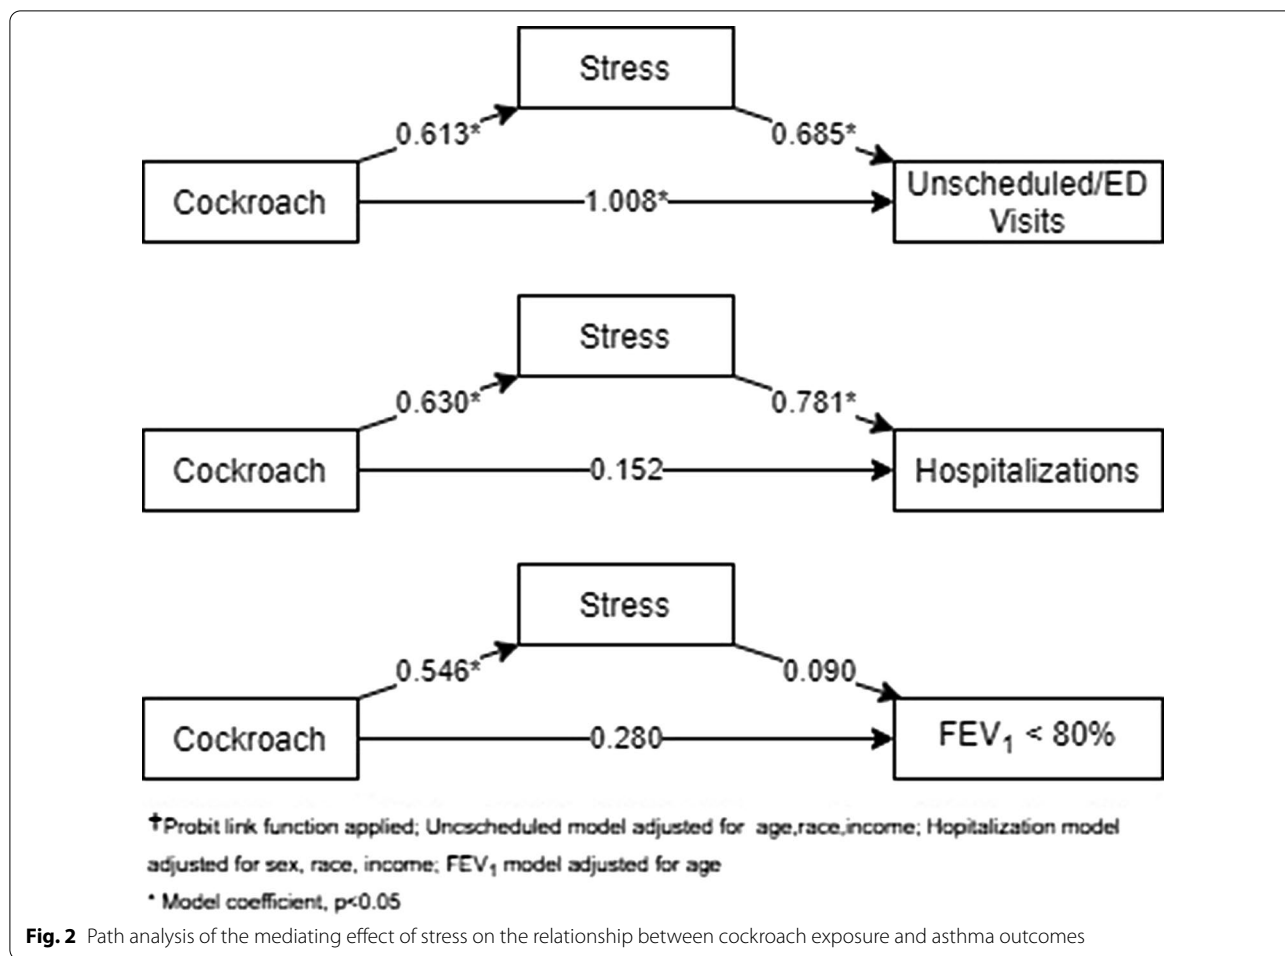 Stress
0.613*
0.685*
Cockroach
1.008*
Unscheduled/ED
Visits
Stress
0.630*
0.781*
Cockroach
0.152
Hospitalizations
Stress
0.546*
0.090
Cockroach
0.280
FEV₁ < 80%
✝Probit link function applied; Uncscheduled model adjusted for age,race,income; Hopitalization model
adjusted for sex, race, income; FEV₁ model adjusted for age
* Model coefficient, p<0.05
Fig. 2 Path analysis of the mediating effect of stress on the relationship between cockroach exposure and asthma outcomes